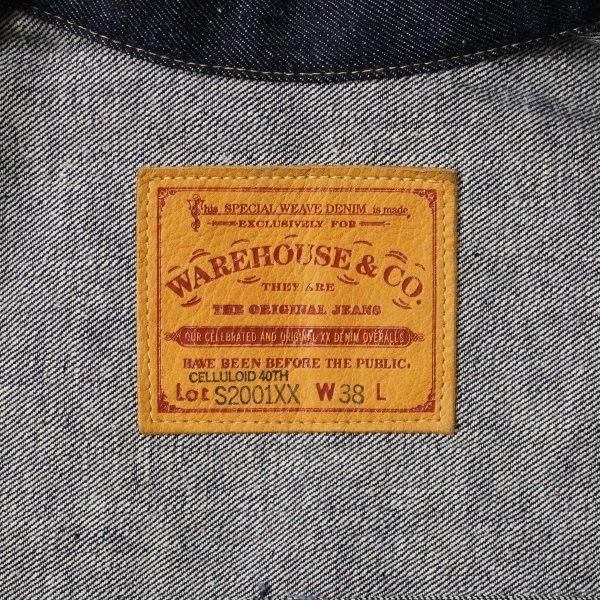 This SPECIAL WEAVE DENIM is made
EXCLUSIVELY FOR
WAREHOUSE & CO.
THEY ARE
THE ORIGINAL JEANS
OUR CELEBRATED AND ORIGINAL XX DENIM OVERALLS
HAVE BEEN BEFORE THE PUBLIC.
CELLULOID 40TH
Lot S2001XX W 38 L